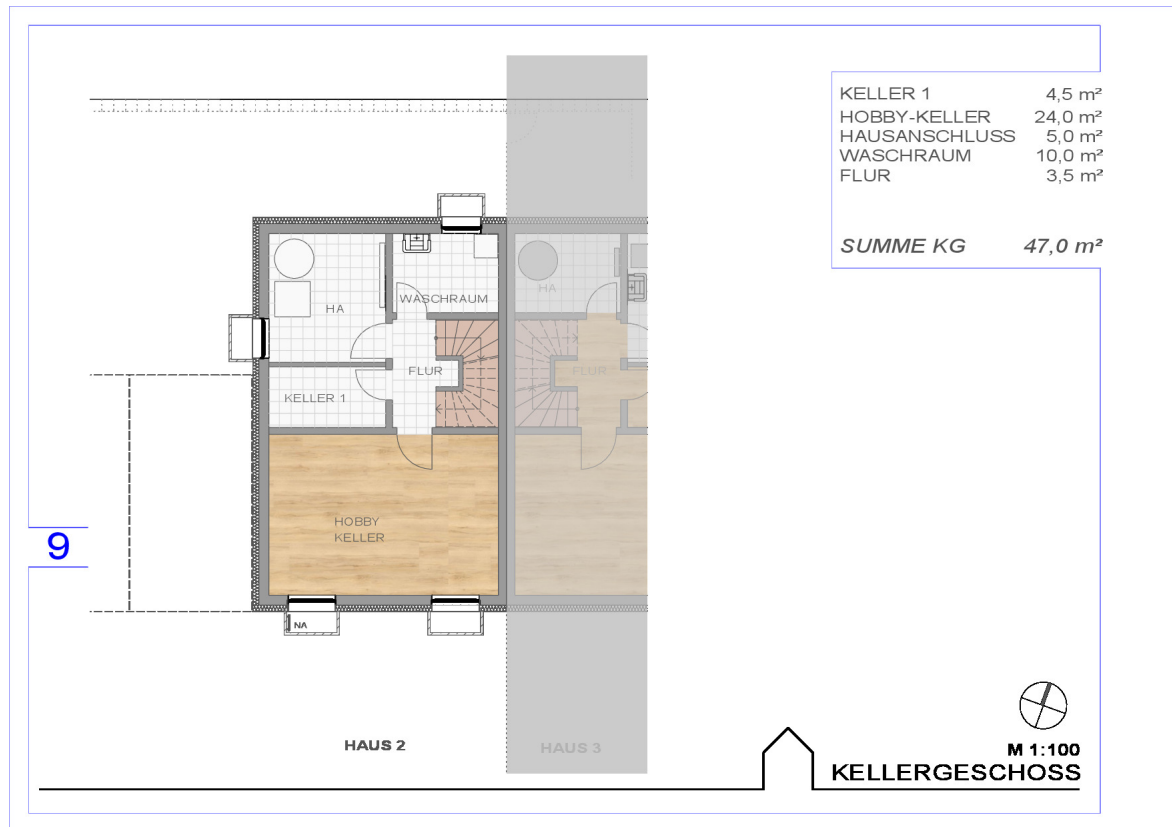 KELLER 1 4,5 m²
HOBBY-KELLER 24,0 m²
HAUSANSCHLUSS 5,0 m²
WASCHRAUM 10,0 m²
FLUR 3,5 m²
SUMME KG 47,0 m²
HA
WASCHRAUM
HA
FLUR
FLUR
KELLER 1
HOBBY
KELLER
9
NA
HAUS 2
HAUS 3
M 1:100
KELLERGESCHOSS